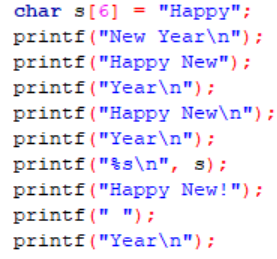 char s[6] = "Happy";
printf("New Year\n");
printf("Happy New");
printf("Year\n");
printf("Happy New\n");
printf("Year\n");
printf("%s\n", s);
printf("Happy New!");
printf(" ");
printf("Year\n");